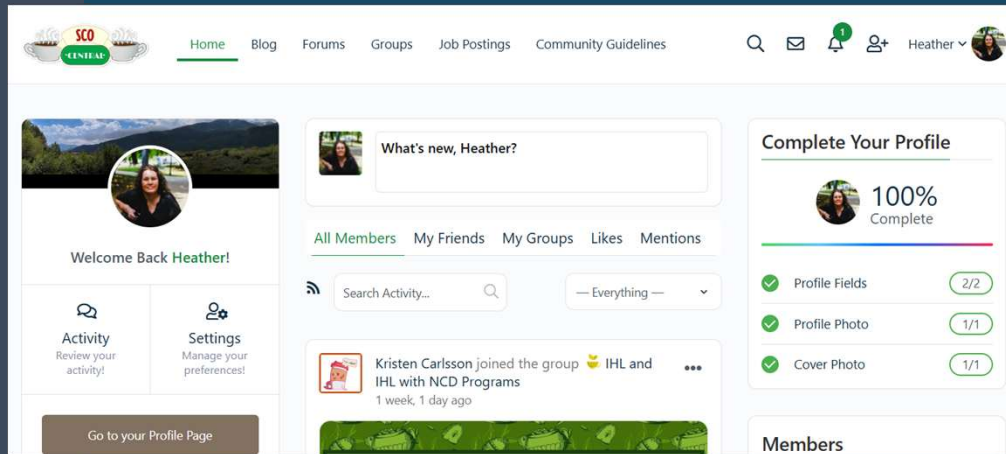 SCO
CENTRAL
Home
Blog
Forums
Groups
Job Postings
Community Guidelines
1
Heather
Welcome Back Heather!
Activity
Review your
activity!
Settings
Manage your
preferences!
Go to your Profile Page
What's new, Heather?
All Members
My Friends
My Groups
Likes
Mentions
Search Activity...
— Everything —
Kristen Carlsson joined the group IHL and
IHL with NCD Programs
1 week, 1 day ago
Complete Your Profile
100%
Complete
Profile Fields
2/2
Profile Photo
1/1
Cover Photo
1/1
Members